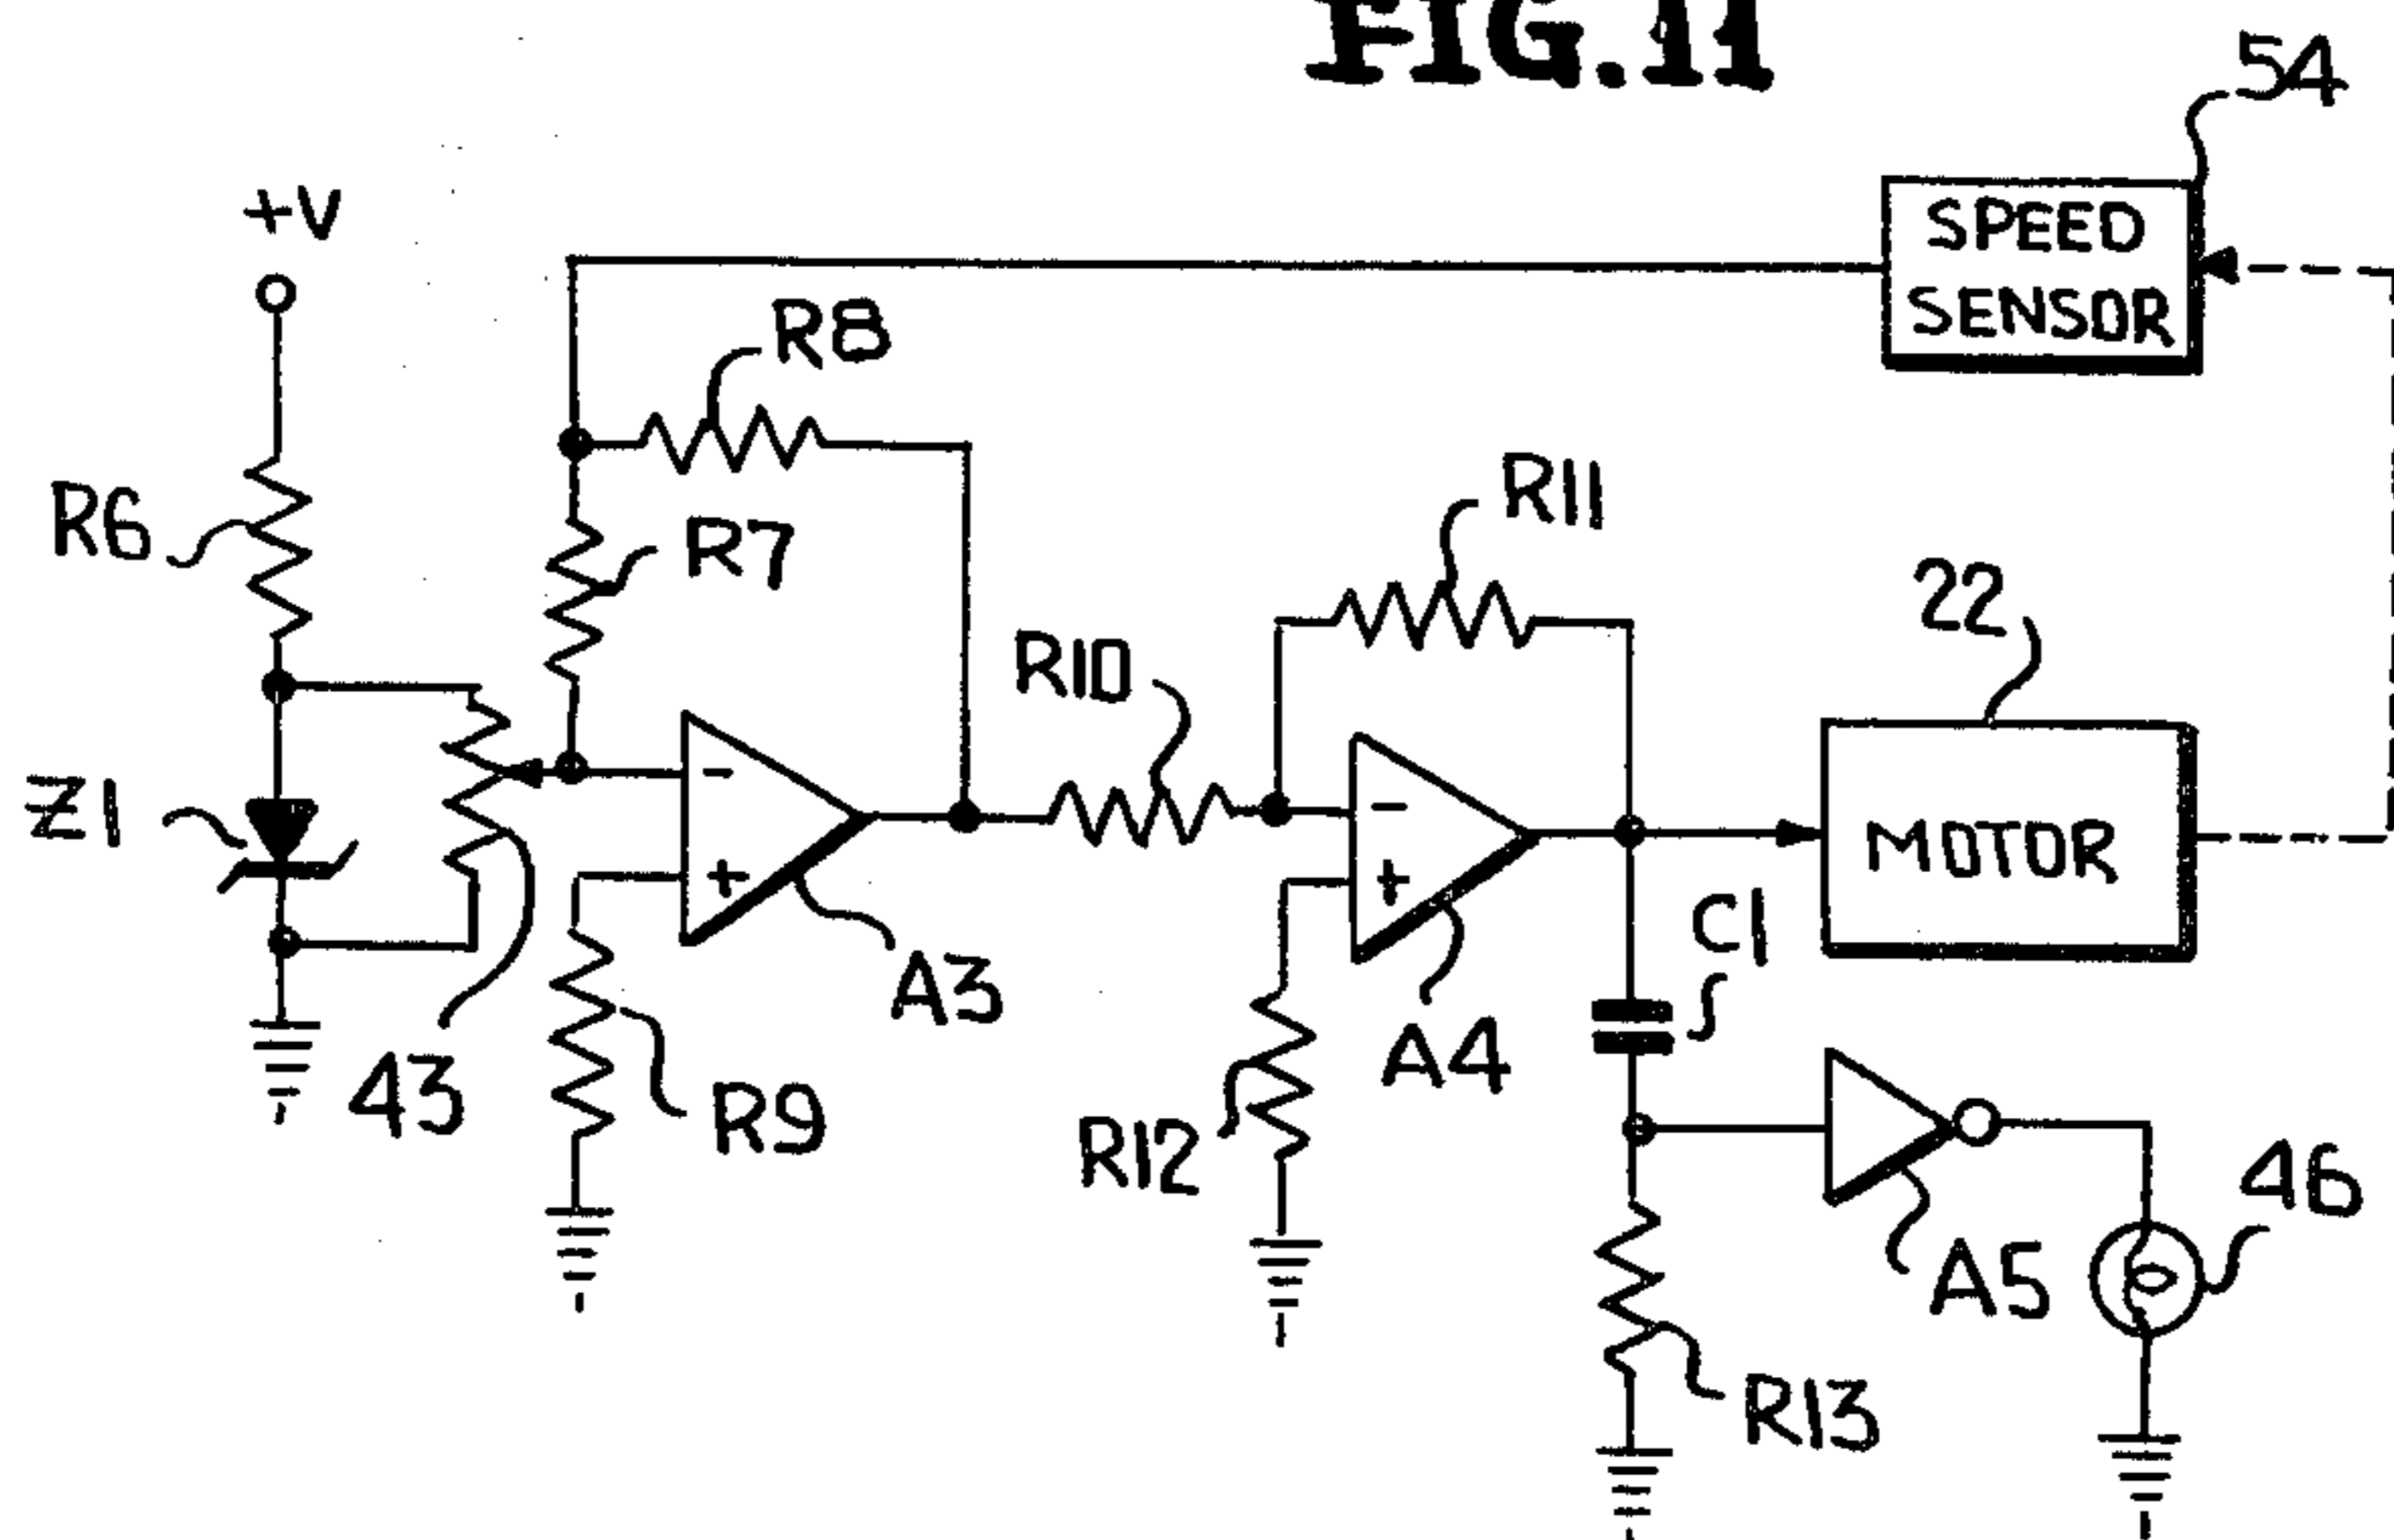 FIG.11
54
+V
SPEED
SENSOR
R8
R6
R7
R11
22
R10
Z1
MOTOR
C1
A3
A4
43
R9
R12
46
A5
R13